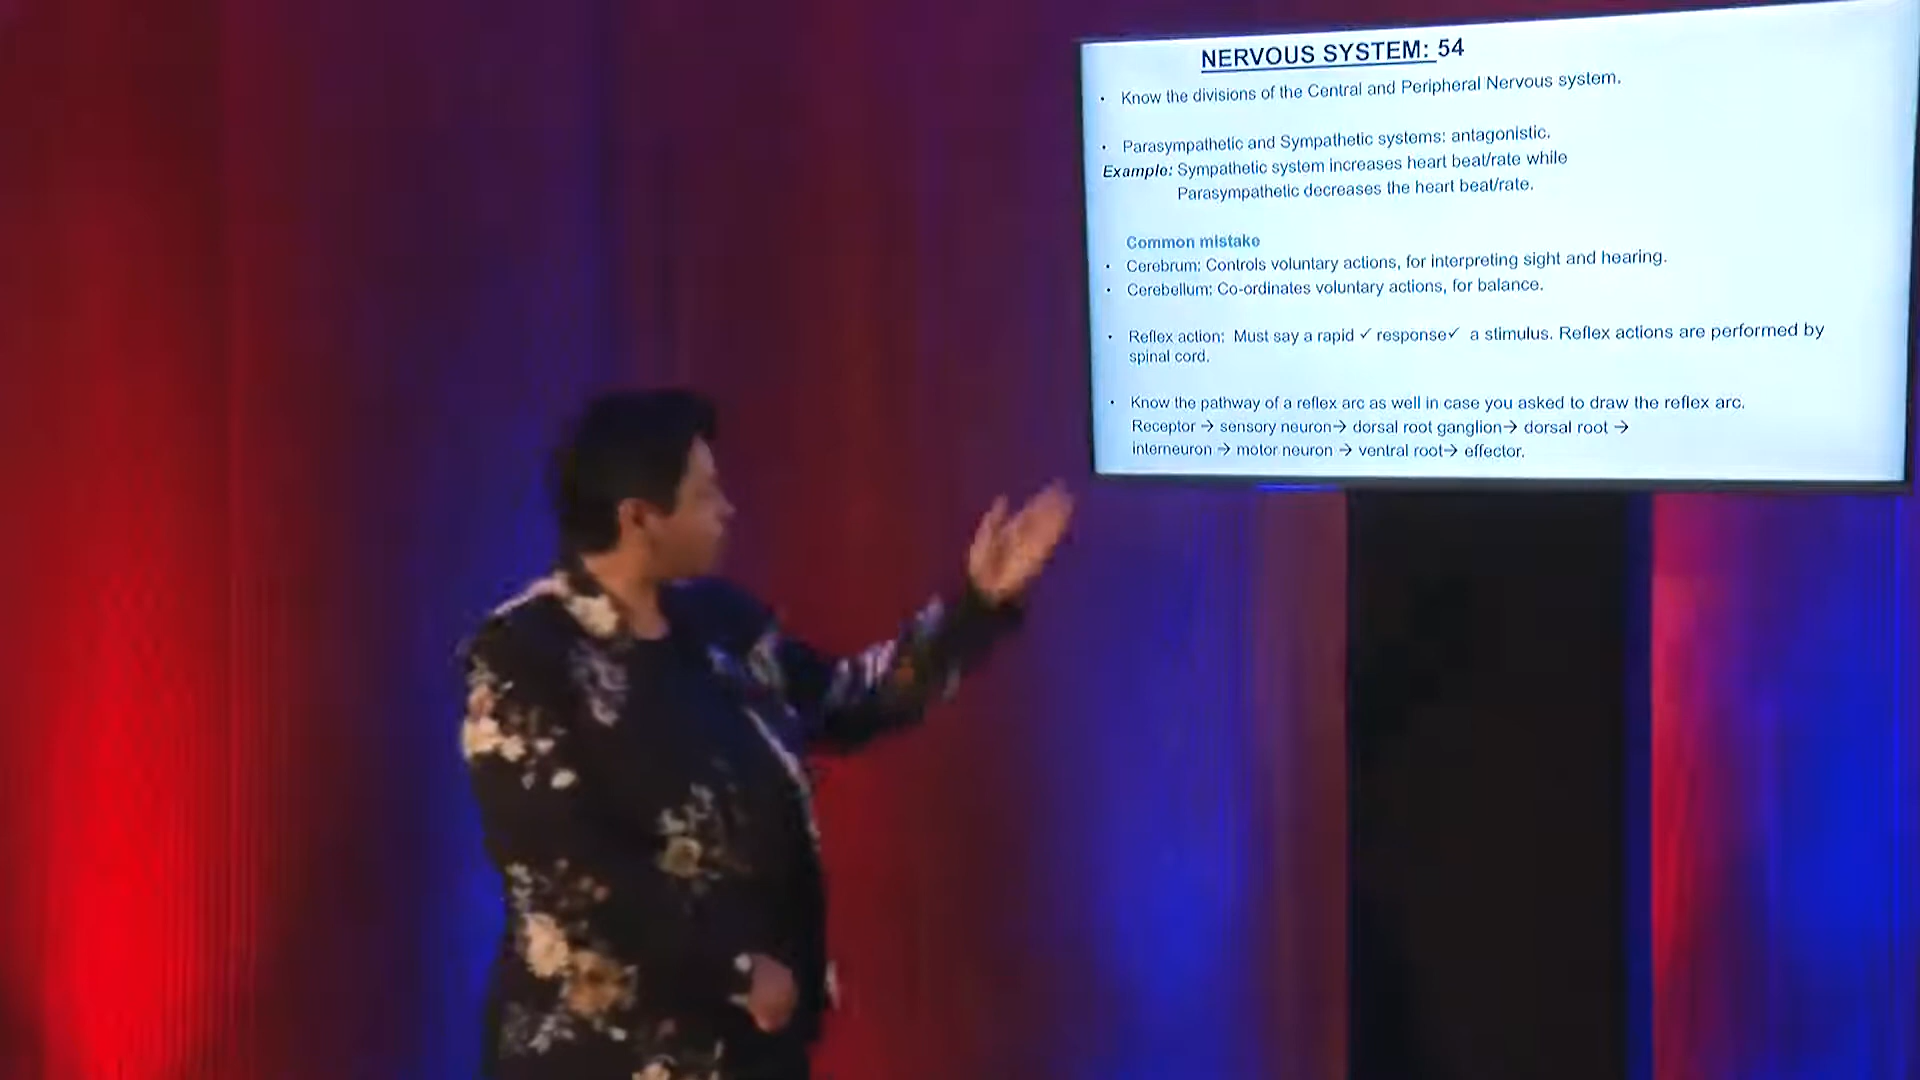 NERVOUS SYSTEM: 54
• Know the divisions of the Central and Peripheral Nervous system.
• Parasympathetic and Sympathetic systems: antagonistic.
Example: Sympathetic system increases heart beat/rate while
Parasympathetic decreases the heart beat/rate.
Common mistake
• Cerebrum: Controls voluntary actions, for interpreting sight and hearing.
• Cerebellum: Co-ordinates voluntary actions, for balance.
• Reflex action: Must say a rapid ✓ response✓ a stimulus. Reflex actions are performed by
spinal cord.
• Know the pathway of a reflex arc as well in case you asked to draw the reflex arc.
Receptor → sensory neuron→ dorsal root ganglion→ dorsal root →
interneuron → motor neuron → ventral root→ effector.